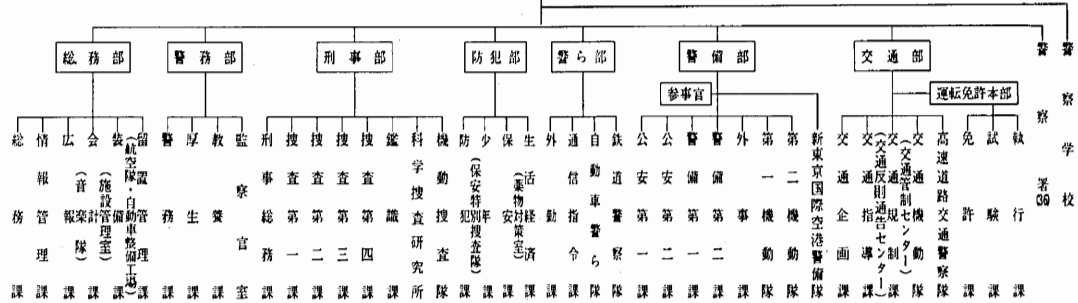 総務部
警務部
刑事部
防犯部
警ら部
警備部
交通部
参事官
運転免許本部
総務課
情報管理課
広報課
(音楽隊)
会計課
(施設管理室)
装備課
(航空隊・自動車整備工場)
留置管理課
警務課
厚生課
教養課
監察官室
刑事総務課
捜査第一課
捜査第二課
捜査第三課
捜査第四課
鑑識課
科学捜査研究所
機動捜査隊
防犯課
(保安特別捜査隊)
少年課
保安課
(薬物対策室)
生活経済課
外勤課
通信指令課
自動車警ら隊
鉄道警察隊
公安第一課
公安第二課
警備第一課
警備第二課
外事課
第一機動隊
第二機動隊
新東京国際空港警備隊
交通企画課
交通指導課
(交通反則通告センター)
交通規制課
(交通管制センター)
交通機動隊
高速道路交通警察隊
免許課
試験課
執行課
警察署36
警察学校